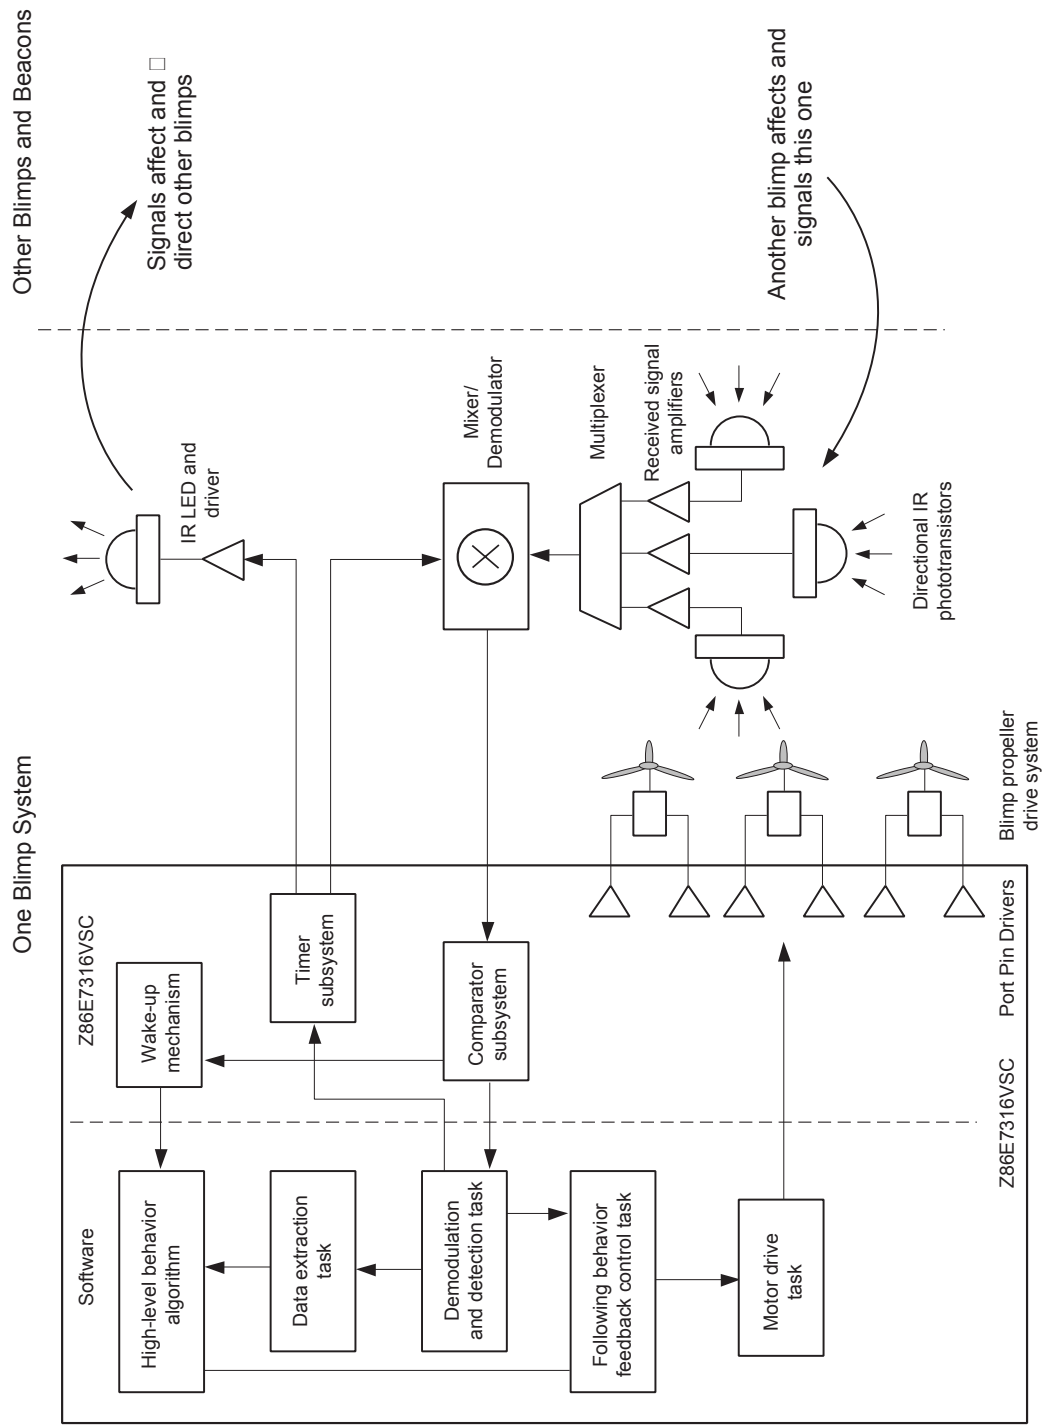 One Blimp System
Other Blimps and Beacons
Software
Z86E7316VSC
High-level behavior
algorithm
Wake-up
mechanism
IR LED and
driver
Signals affect and □
direct other blimps
Data extraction
task
Timer
subsystem
Demodulation
and detection task
Comparator
subsystem
Mixer/
Demodulator
Following behavior
feedback control task
Multiplexer
Received signal
amplifiers
Motor drive
task
Another blimp affects and
signals this one
Directional IR
phototransistors
Z86E7316VSC
Port Pin Drivers
Blimp propeller
drive system